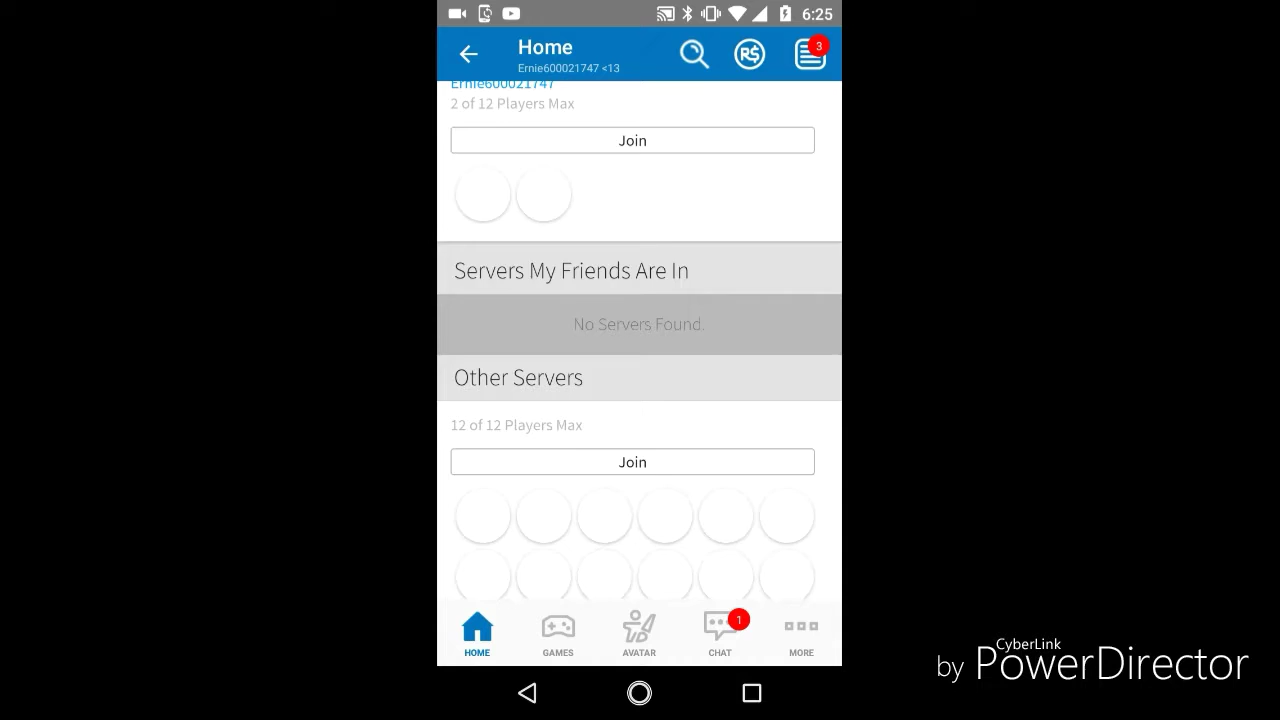 6:25
Home
Ernie600021747 <13
R$
3
Ernie600021747
2 of 12 Players Max
Join
Servers My Friends Are In
No Servers Found.
Other Servers
12 of 12 Players Max
Join
1
HOME
GAMES
AVATAR
CHAT
MORE
CyberLink
by PowerDirector